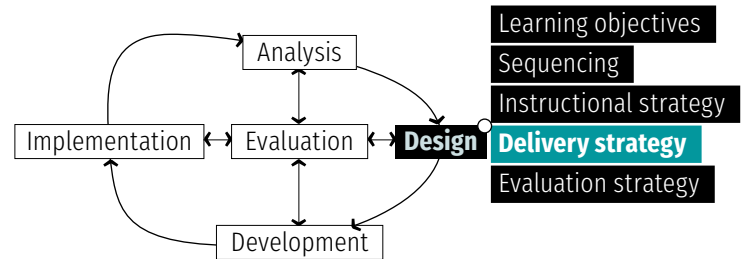 Analysis
Implementation
Evaluation
Design
Development
Learning objectives
Sequencing
Instructional strategy
Delivery strategy
Evaluation strategy